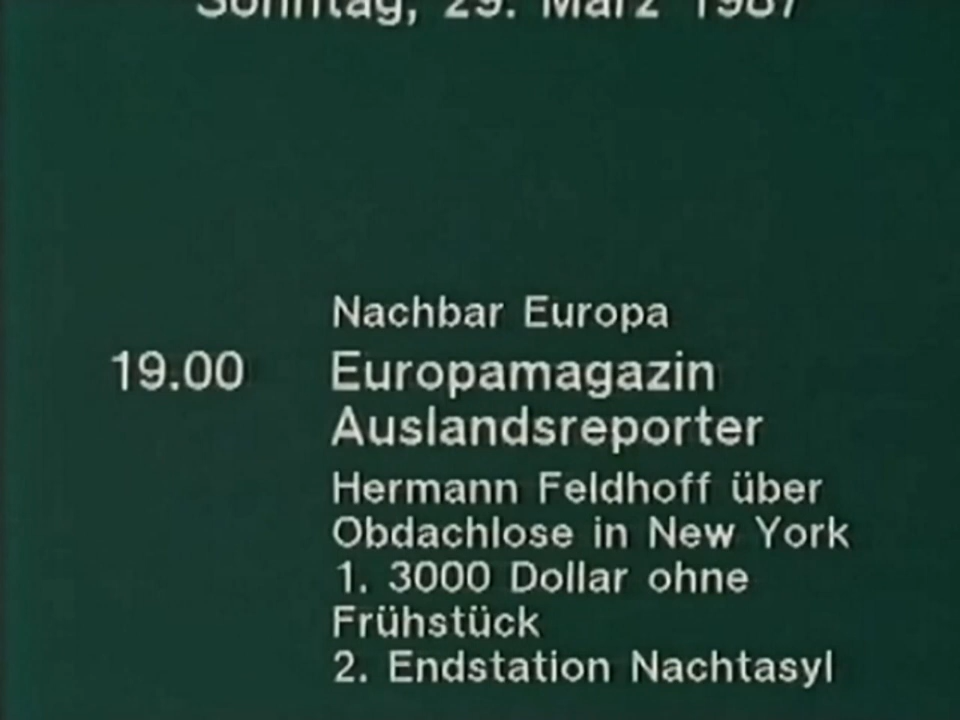 Sonntag, 29. März 1987
Nachbar Europa
19.00 Europamagazin
Auslandsreporter
Hermann Feldhoff über
Obdachlose in New York
1. 3000 Dollar ohne
Frühstück
2. Endstation Nachtasyl